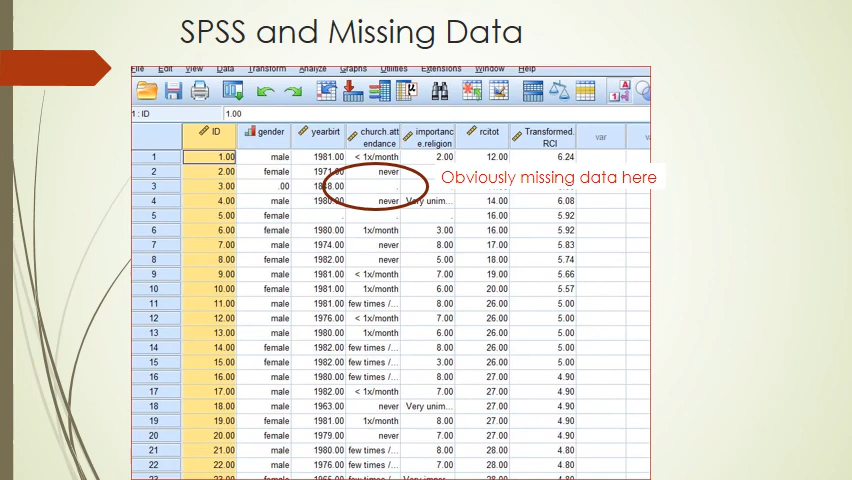 SPSS and Missing Data
File Edit View Data Transform Analyze Graphs Utilities Extensions Window Help
1 : ID 1.00
ID gender yearbirt church.attendance importance.religion rcitot Transformed.RCI var
1 1.00 male 1981.00 < 1x/month 2.00 12.00 6.24
2 2.00 female 1971.00 never
Obviously missing data here
3 3.00 .00 1848.00 .
4 4.00 male 1980.00 never Very unim... 14.00 6.08
5 5.00 female . . . 16.00 5.92
6 6.00 female 1980.00 1x/month 3.00 16.00 5.92
7 7.00 male 1974.00 never 8.00 17.00 5.83
8 8.00 female 1982.00 never 5.00 18.00 5.74
9 9.00 male 1981.00 < 1x/month 7.00 19.00 5.66
10 10.00 female 1981.00 1x/month 6.00 20.00 5.57
11 11.00 male 1981.00 few times /... 8.00 26.00 5.00
12 12.00 male 1976.00 < 1x/month 7.00 26.00 5.00
13 13.00 male 1980.00 1x/month 6.00 26.00 5.00
14 14.00 female 1982.00 few times /... 8.00 26.00 5.00
15 15.00 female 1982.00 few times /... 3.00 26.00 5.00
16 16.00 male 1980.00 few times /... 8.00 27.00 4.90
17 17.00 male 1982.00 < 1x/month 7.00 27.00 4.90
18 18.00 male 1963.00 never Very unim... 27.00 4.90
19 19.00 female 1981.00 1x/month 8.00 27.00 4.90
20 20.00 female 1979.00 never 7.00 27.00 4.90
21 21.00 male 1980.00 few times /... 8.00 28.00 4.80
22 22.00 male 1976.00 few times /... 7.00 28.00 4.80